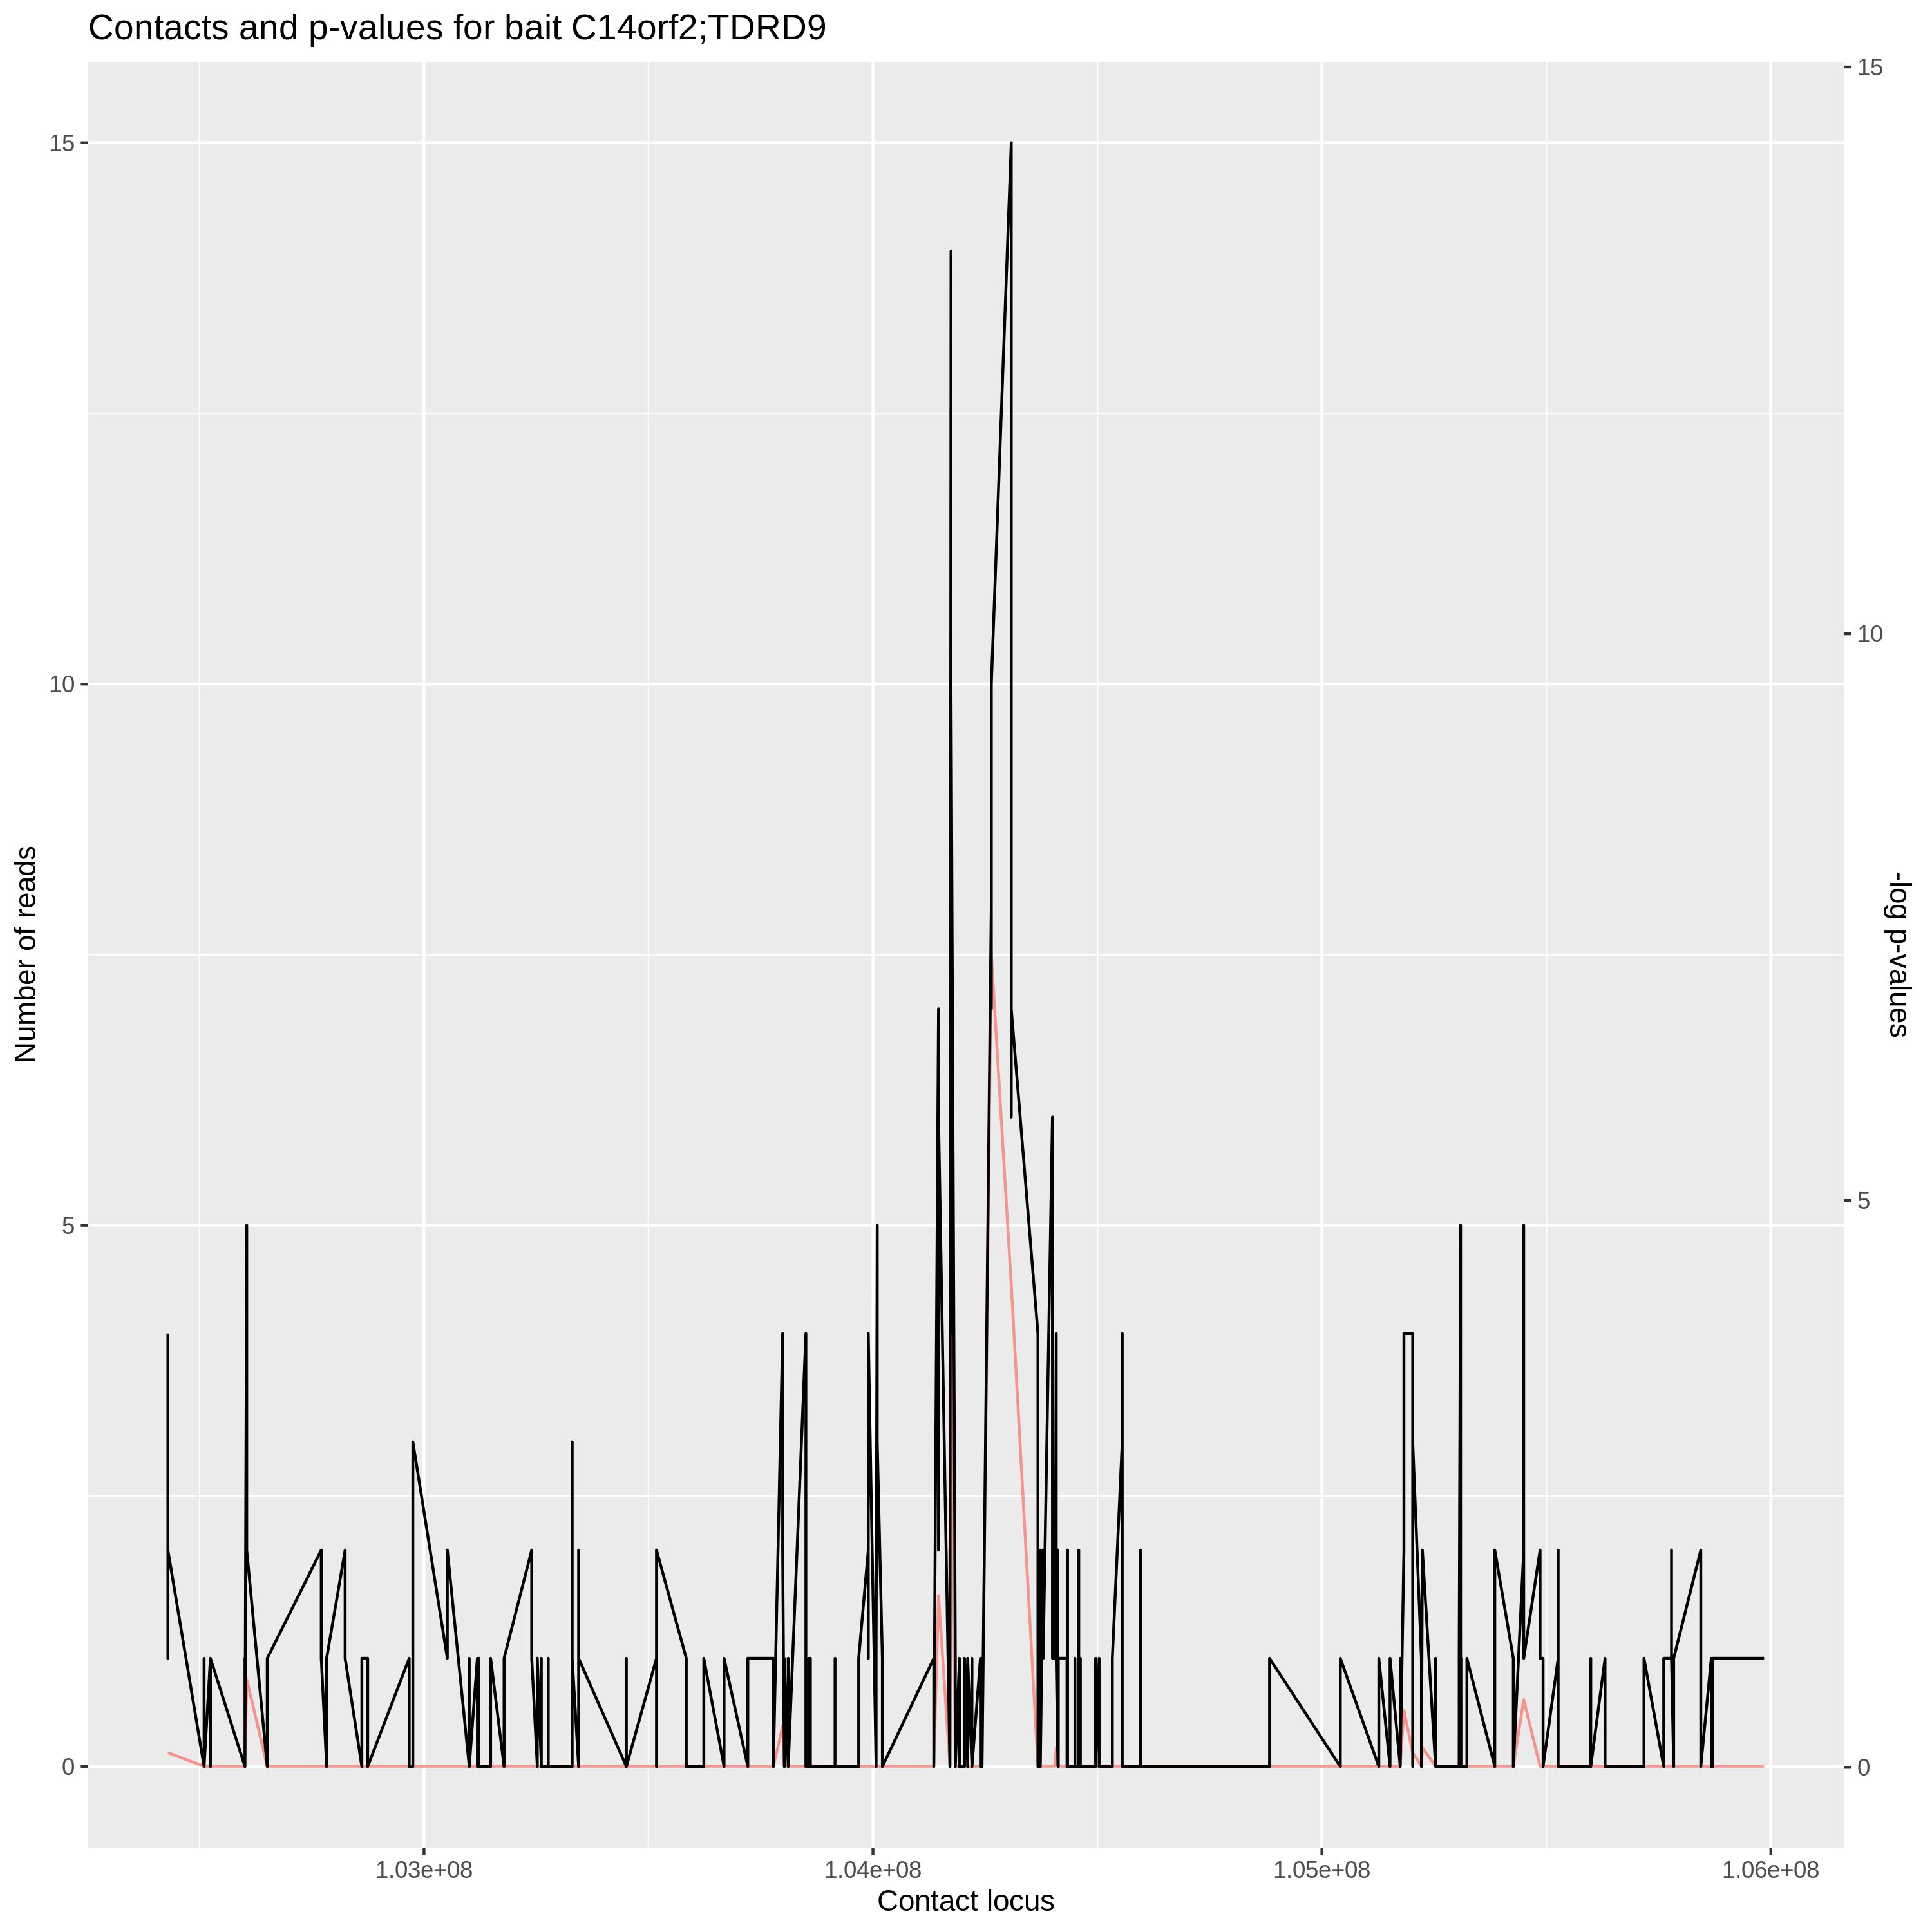 Contacts and p-values for bait C14orf2;TDRD9
15
10
5
0
Number of reads
15
10
5
0
-log p-values
1.03e+08 1.04e+08 1.05e+08 1.06e+08
Contact locus